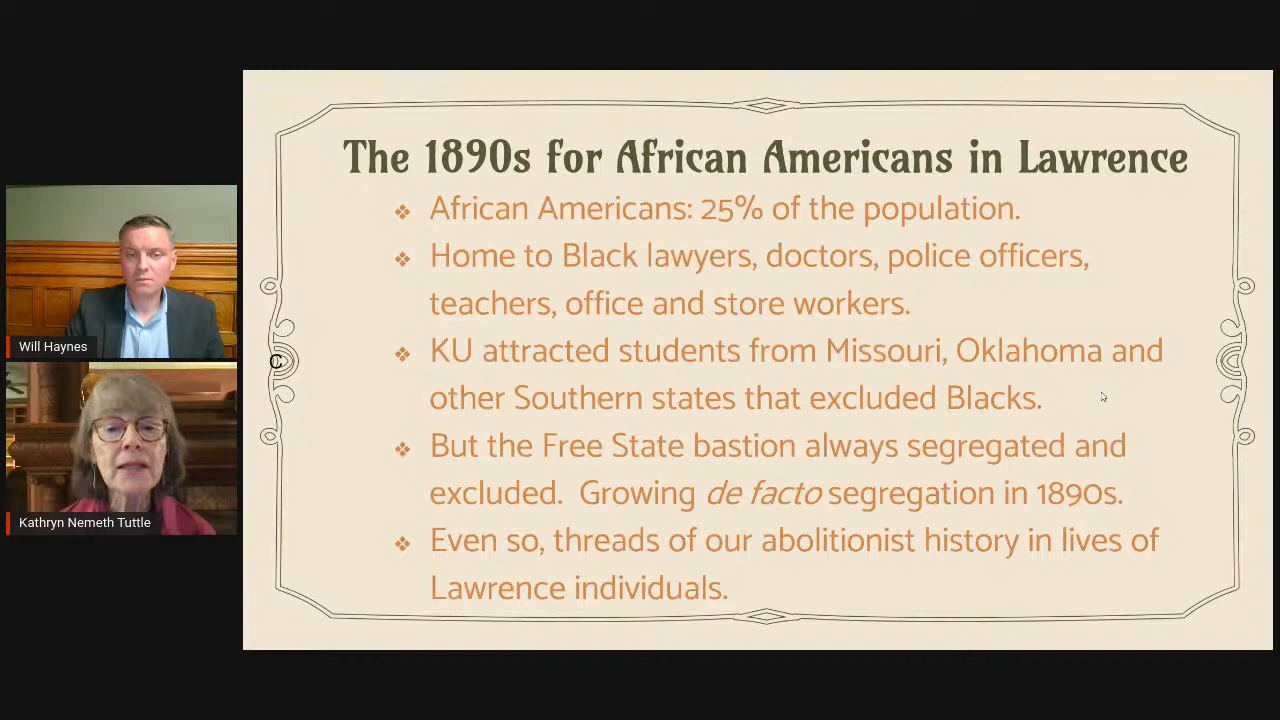 The 1890s for African Americans in Lawrence
❖ African Americans: 25% of the population.
❖ Home to Black lawyers, doctors, police officers,
teachers, office and store workers.
❖ KU attracted students from Missouri, Oklahoma and
other Southern states that excluded Blacks.
❖ But the Free State bastion always segregated and
excluded.  Growing de facto segregation in 1890s.
❖ Even so, threads of our abolitionist history in lives of
Lawrence individuals.
C
Will Haynes
Kathryn Nemeth Tuttle